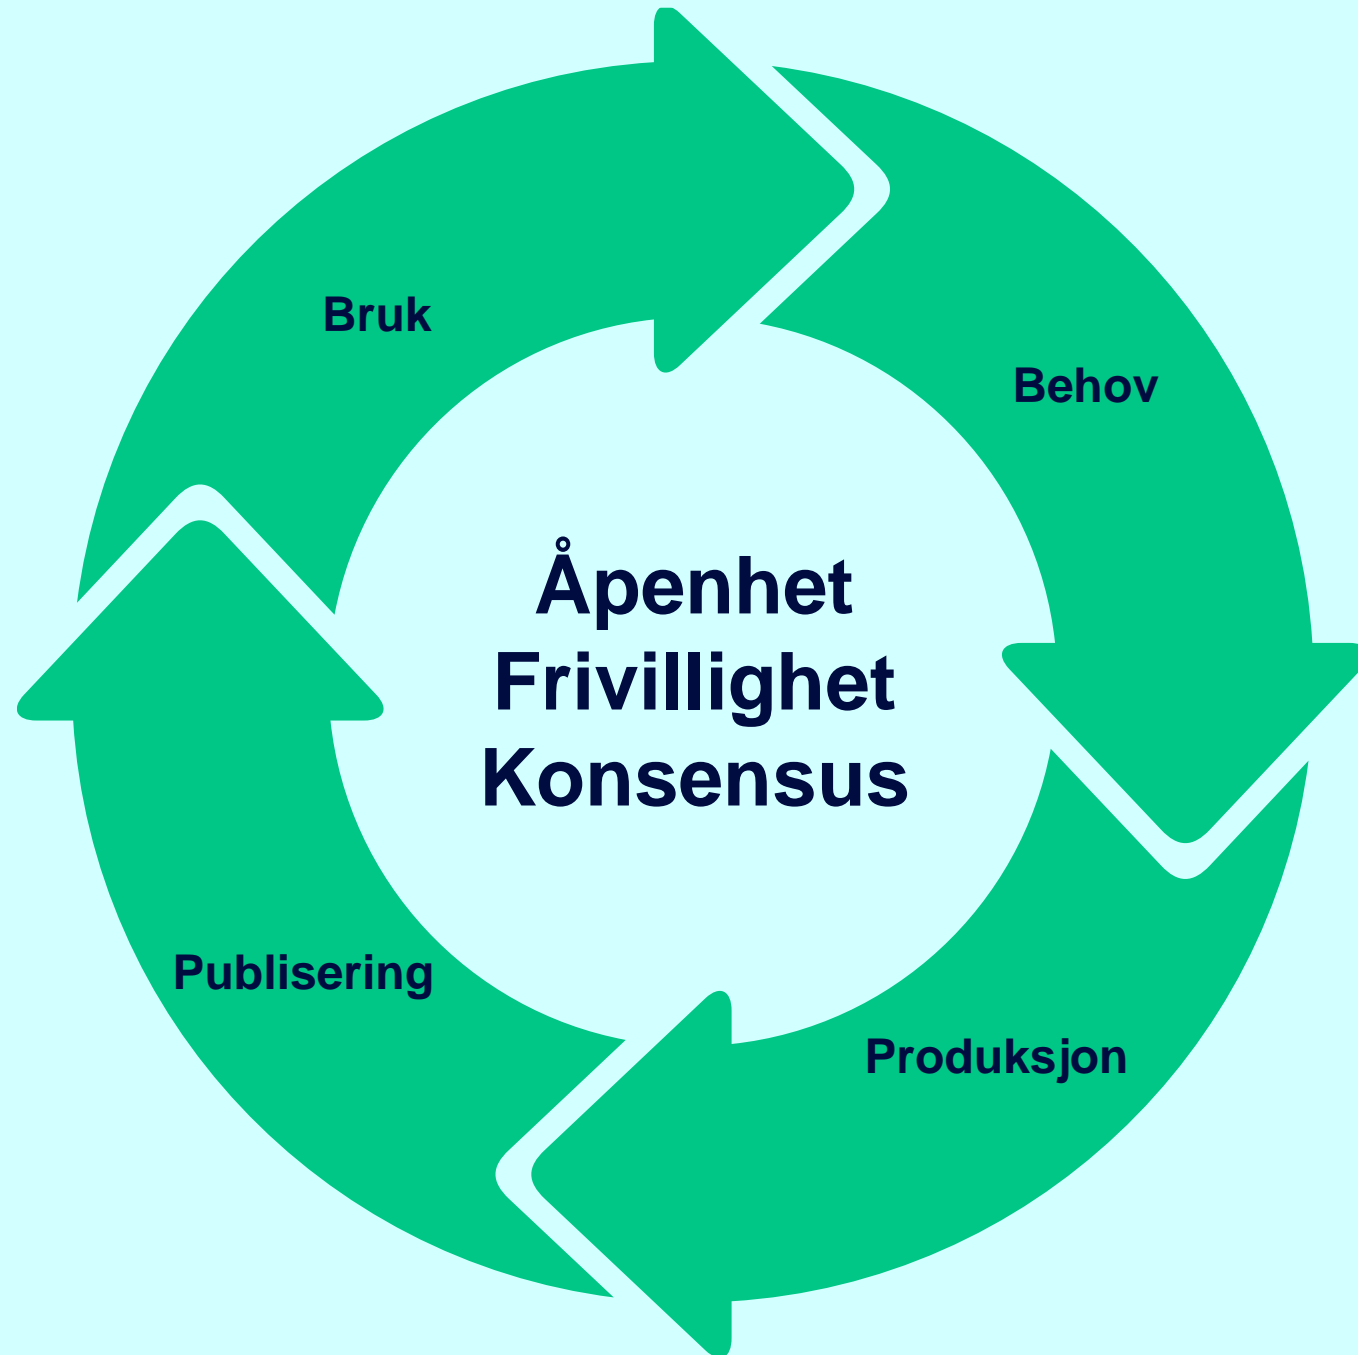 Bruk
Behov
Åpenhet
Frivillighet
Konsensus
Publisering
Produksjon